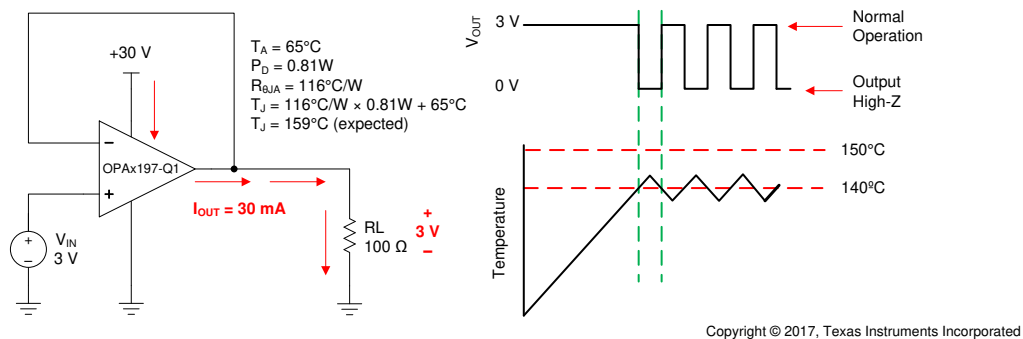 +30 V
T_A = 65°C
P_D = 0.81W
R_θJA = 116°C/W
T_J = 116°C/W × 0.81W + 65°C
T_J = 159°C (expected)
–
OPAx197-Q1
+
I_OUT = 30 mA
+
–
V_IN
3 V
RL
100 Ω
+
3 V
–
V_OUT
3 V
0 V
Normal
Operation
Output
High-Z
Temperature
150°C
140ºC
Copyright © 2017, Texas Instruments Incorporated